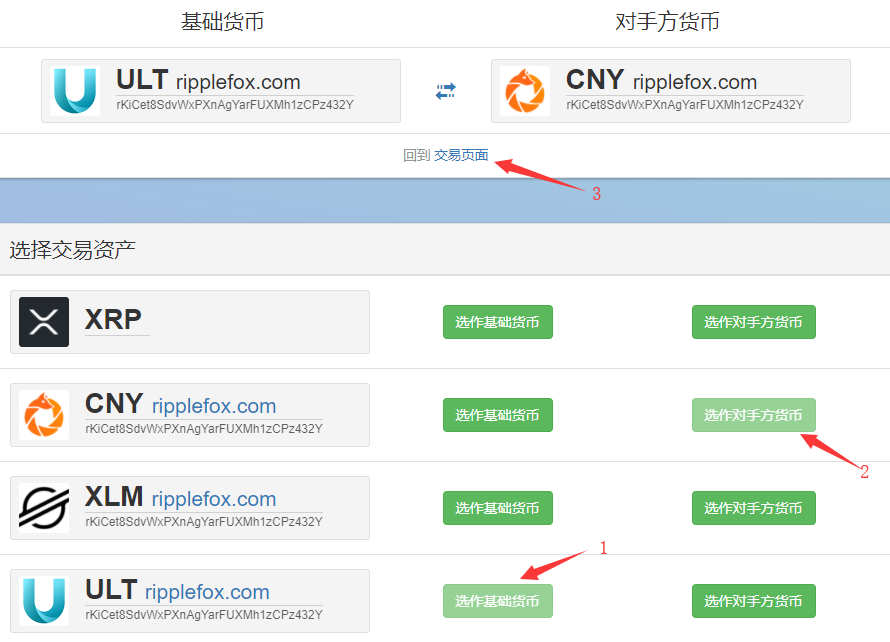 基础货币 对手方货币
ULT ripplefox.com
rKiCet8SdvWxPXnAgYarFUXMh1zCPz432Y
CNY ripplefox.com
rKiCet8SdvWxPXnAgYarFUXMh1zCPz432Y
回到 交易页面
3
选择交易资产
XRP 选作基础货币 选作对手方货币
CNY ripplefox.com
rKiCet8SdvWxPXnAgYarFUXMh1zCPz432Y
选作基础货币 选作对手方货币
2
XLM ripplefox.com
rKiCet8SdvWxPXnAgYarFUXMh1zCPz432Y
选作基础货币 选作对手方货币
1
ULT ripplefox.com
rKiCet8SdvWxPXnAgYarFUXMh1zCPz432Y
选作基础货币 选作对手方货币